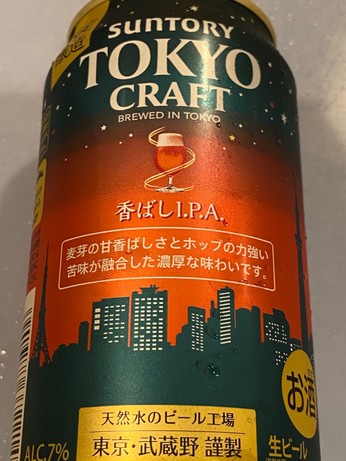 SUNTORY
TOKYO
CRAFT
BREWED IN TOKYO
香ばしI.P.A.
麦芽の甘香ばしさとホップの力強い
苦味が融合した濃厚な味わいです。
お酒
天然水のビール工場
東京・武蔵野 謹製
ALC.7%
生ビール